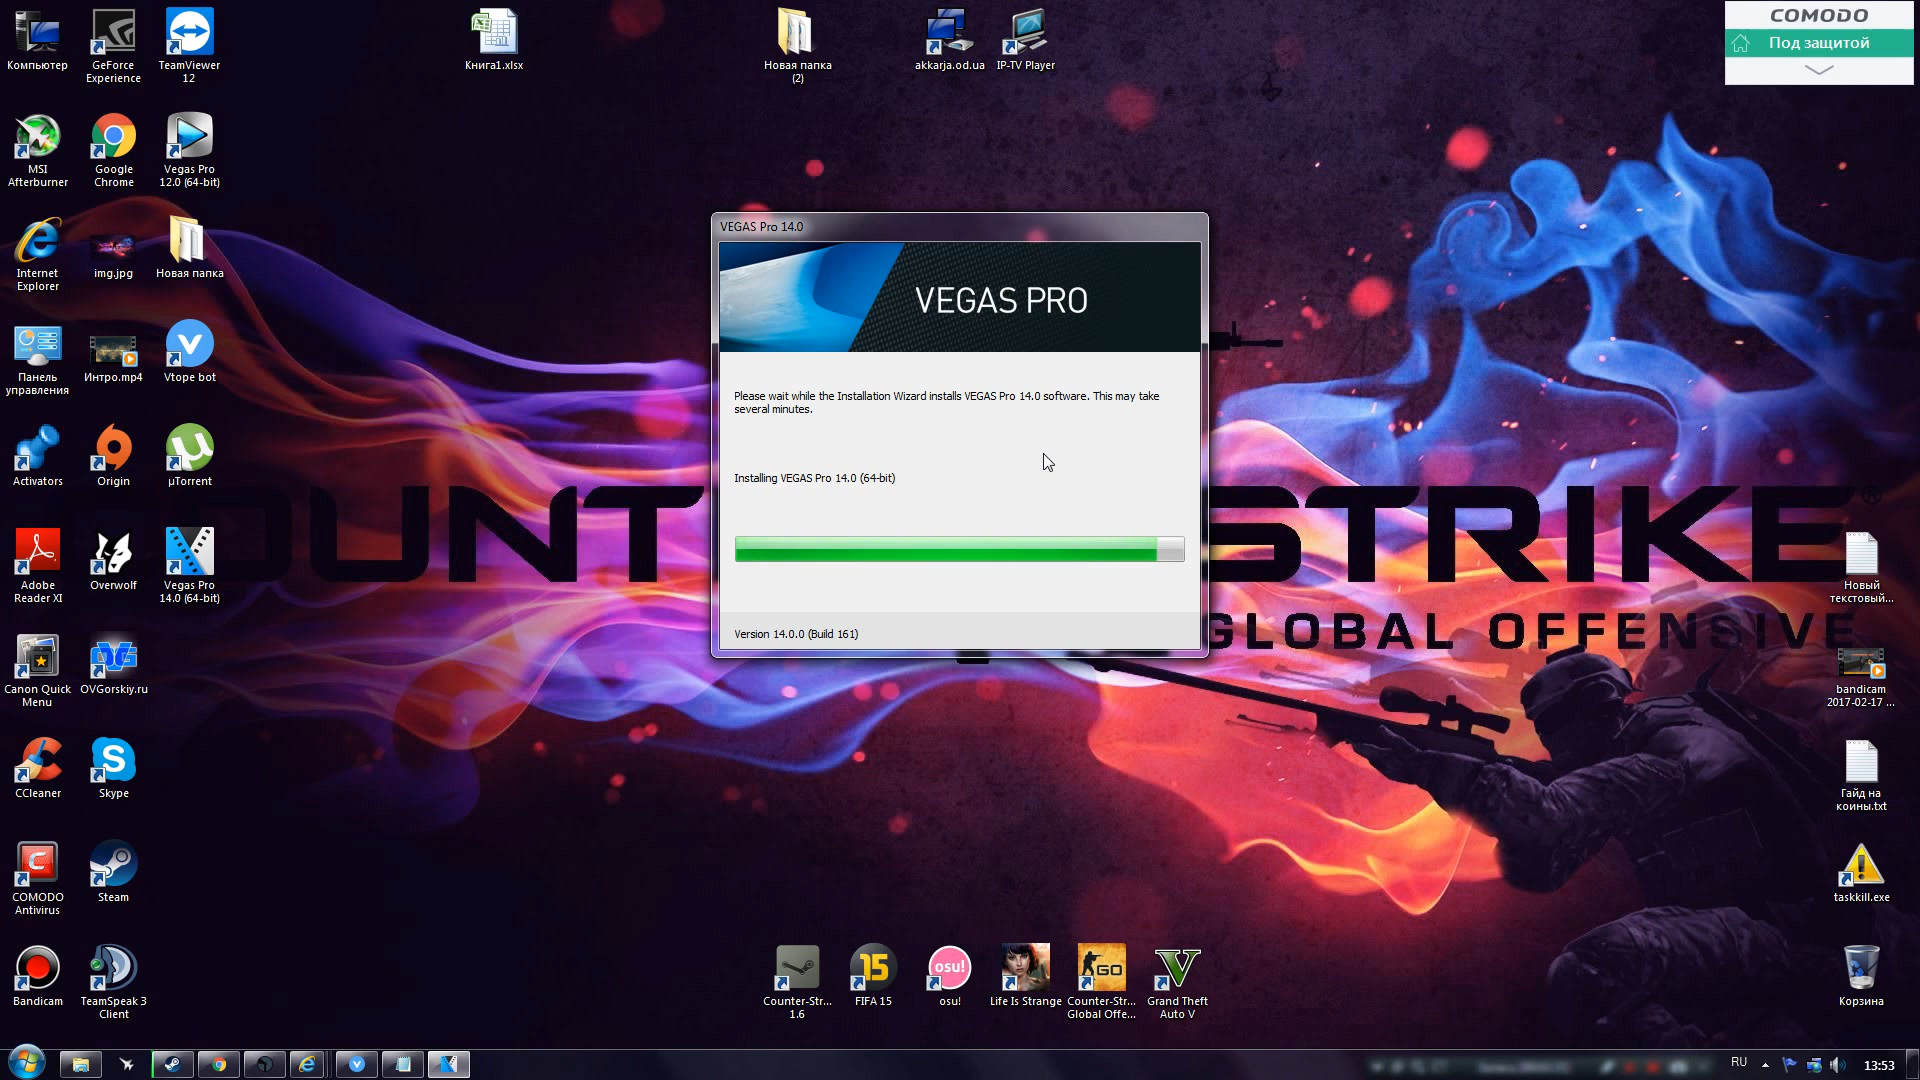 Компьютер
GeForce
Experience
TeamViewer
12
Книга1.xlsx
Новая папка
(2)
akkarja.od.ua
IP-TV Player
COMODO
Под защитой
MSI
Afterburner
Google
Chrome
Vegas Pro
12.0 (64-bit)
Internet
Explorer
img.jpg
Новая папка
Панель
управления
Интро.mp4
Vtope bot
Activators
Origin
µTorrent
Adobe
Reader XI
Overwolf
Vegas Pro
14.0 (64-bit)
Canon Quick
Menu
OVGorskiy.ru
CCleaner
Skype
COMODO
Antivirus
Steam
Bandicam
TeamSpeak 3
Client
VEGAS Pro 14.0
VEGAS PRO
Please wait while the Installation Wizard installs VEGAS Pro 14.0 software. This may take
several minutes.
Installing VEGAS Pro 14.0 (64-bit)
Version 14.0.0 (Build 161)
OUNT STRIKE®
GLOBAL OFFENSIVE
Новый
текстовый...
bandicam
2017-02-17 ...
Гайд на
коины.txt
taskkill.exe
Корзина
Counter-Str...
1.6
15
FIFA 15
osu!
osu!
Life Is Strange
GO
Counter-Str...
Global Offe...
V
Grand Theft
Auto V
RU
13:53